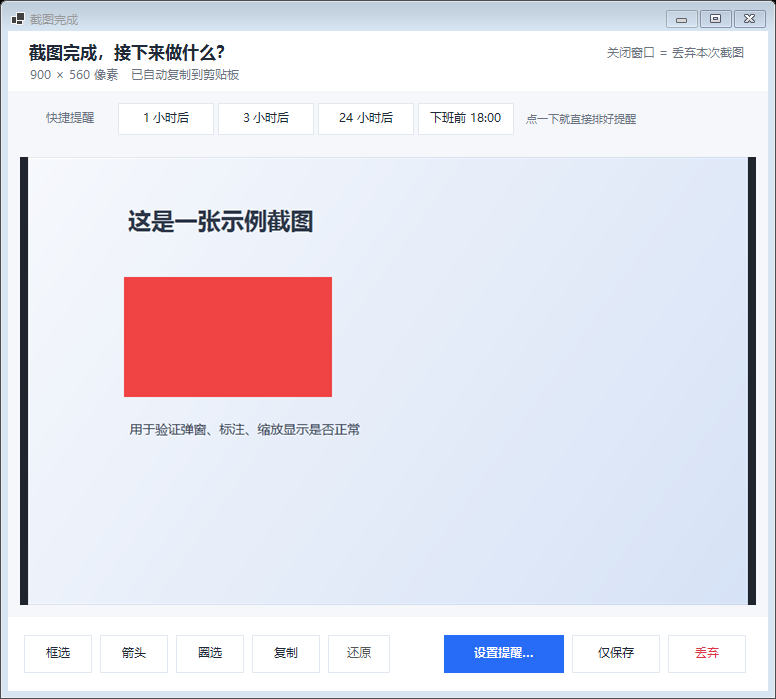 截图完成
截图完成，接下来做什么？
关闭窗口 = 丢弃本次截图
900 × 560 像素 已自动复制到剪贴板
快捷提醒 1 小时后 3 小时后 24 小时后 下班前 18:00 点一下就直接排好提醒
这是一张示例截图
用于验证弹窗、标注、缩放显示是否正常
框选 箭头 圈选 复制 还原 设置提醒... 仅保存 丢弃